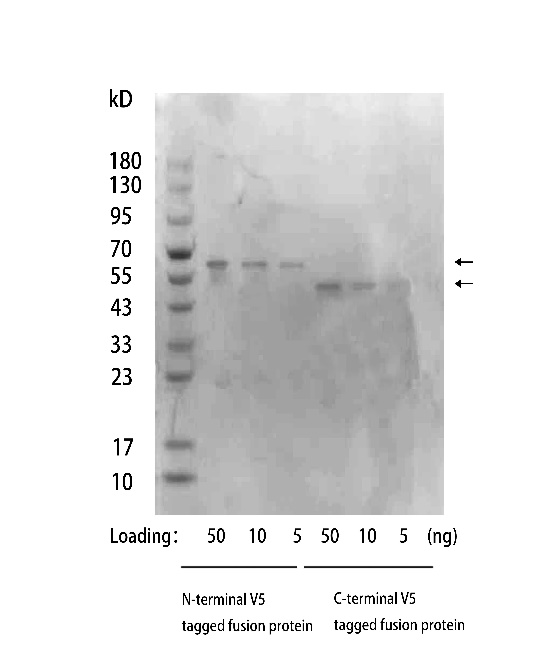 kD
180
130
95
70
55
43
33
23
17
10
Loading: 50 10 5 50 10 5 (ng)
N-terminal V5
tagged fusion protein
C-terminal V5
tagged fusion protein